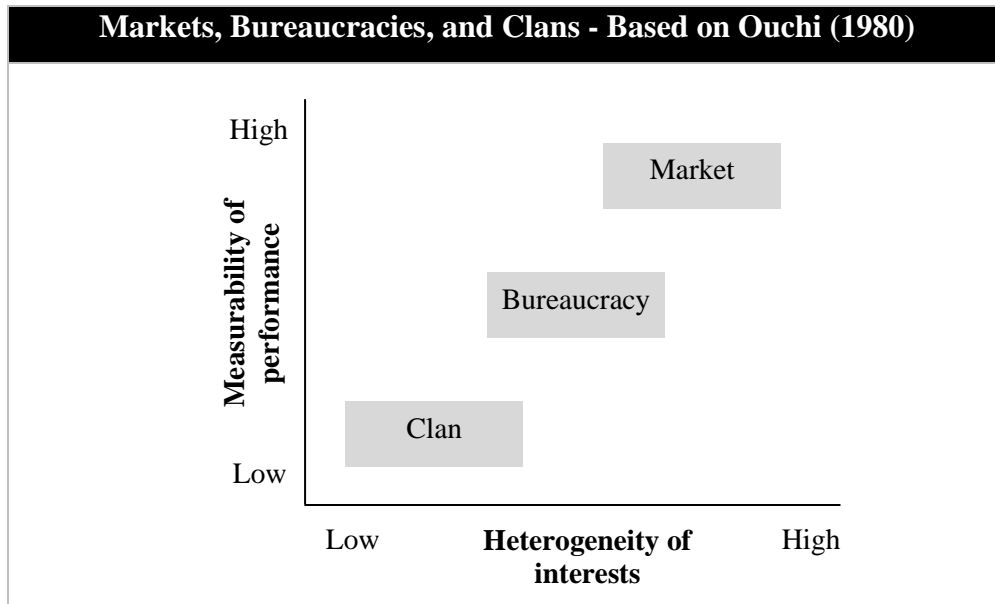 Markets, Bureaucracies, and Clans - Based on Ouchi (1980)
High
Market
Measurability of
performance
Bureaucracy
Clan
Low
Low
Heterogeneity of
interests
High